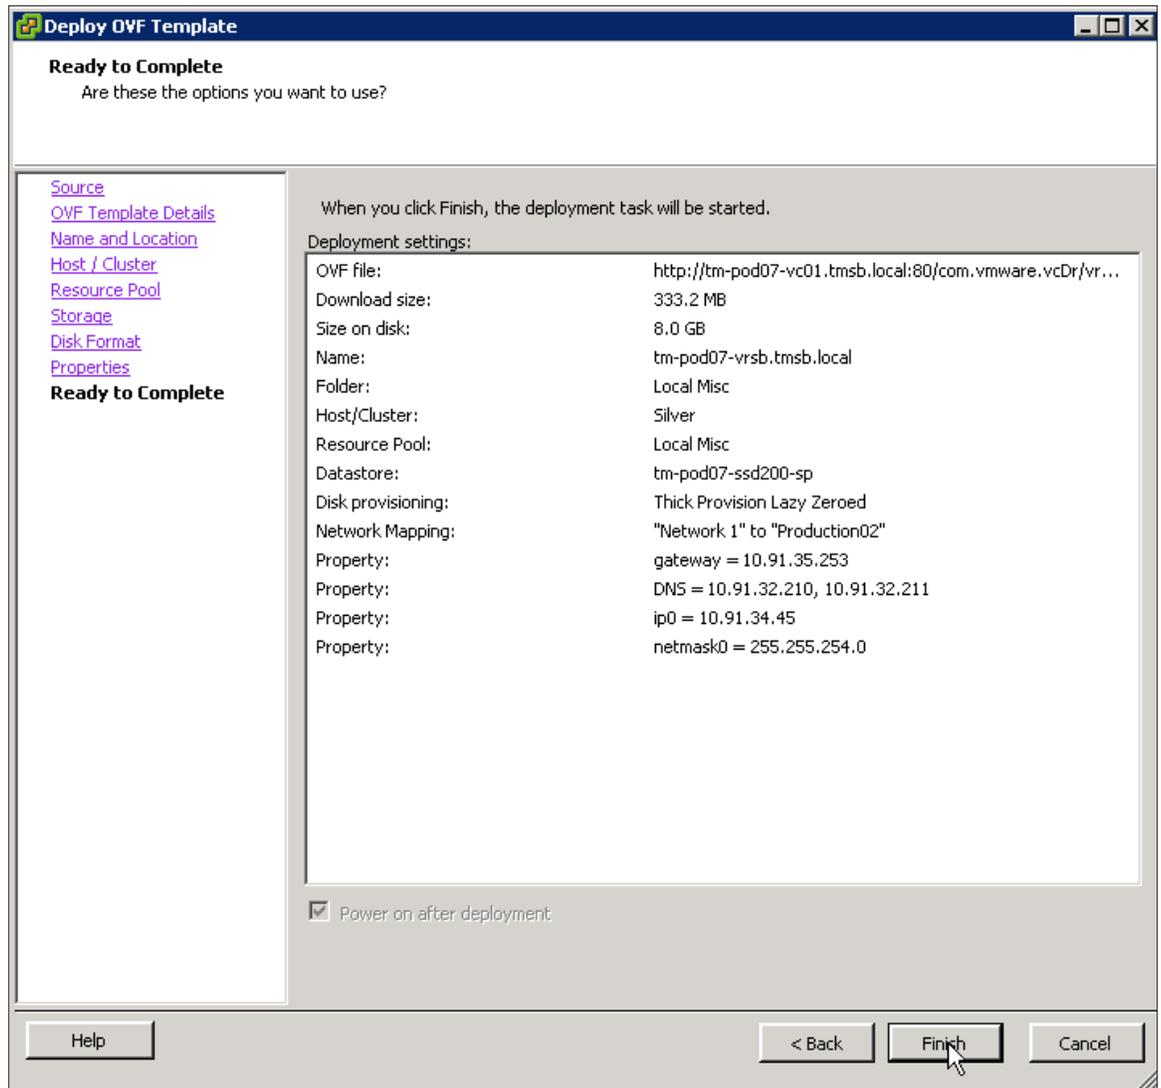 Deploy OVF Template
Ready to Complete
Are these the options you want to use?
Source
OVF Template Details
Name and Location
Host / Cluster
Resource Pool
Storage
Disk Format
Properties
Ready to Complete
When you click Finish, the deployment task will be started.
Deployment settings:
OVF file: http://tm-pod07-vc01.tmsb.local:80/com.vmware.vcDr/vr...
Download size: 333.2 MB
Size on disk: 8.0 GB
Name: tm-pod07-vrsb.tmsb.local
Folder: Local Misc
Host/Cluster: Silver
Resource Pool: Local Misc
Datastore: tm-pod07-ssd200-sp
Disk provisioning: Thick Provision Lazy Zeroed
Network Mapping: "Network 1" to "Production02"
Property: gateway = 10.91.35.253
Property: DNS = 10.91.32.210, 10.91.32.211
Property: ip0 = 10.91.34.45
Property: netmask0 = 255.255.254.0
Power on after deployment
Help < Back Finish Cancel